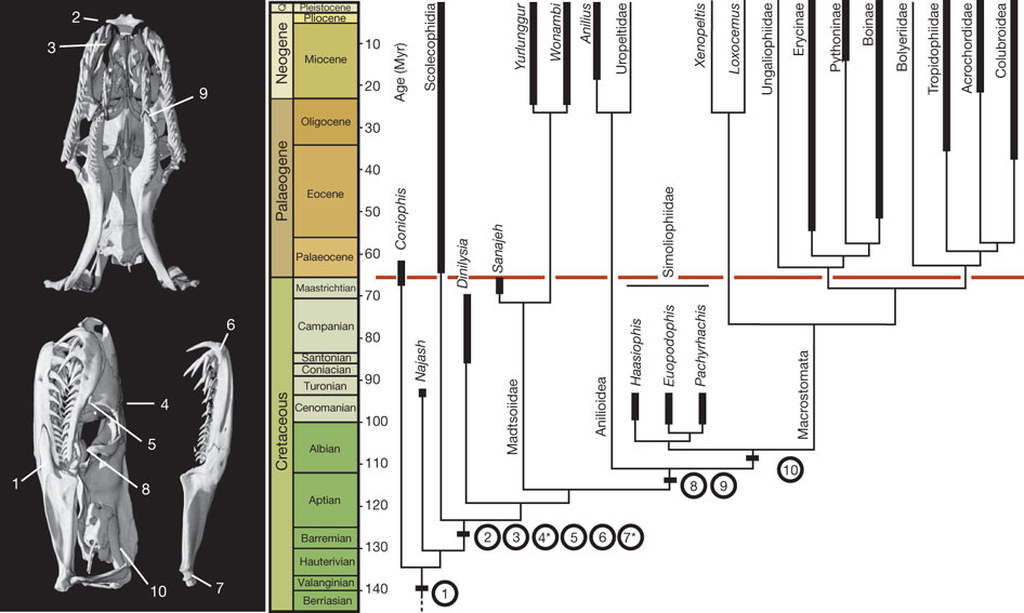 2
3
9
6
4
5
1
8
10
7
Neogene
Palaeogene
Cretaceous
Pleistocene
Pliocene
Miocene
Oligocene
Eocene
Palaeocene
Maastrichtian
Campanian
Santonian
Coniacian
Turonian
Cenomanian
Albian
Aptian
Barremian
Hauterivian
Valanginian
Berriasian
Age (Myr)
10
20
30
40
50
60
70
80
90
100
110
120
130
140
Coniophis
Najash
Scolecophidia
Dinilysia
Sanajeh
Madtsoiidae
Yurlunggur
Wonambi
Anilius
Uropeltidae
Anilioidea
Simoliophiidae
Haasiophis
Euopodophis
Pachyrhachis
Xenopeltis
Loxocemus
Macrostomata
Ungaliophiidae
Erycinae
Pythoninae
Boinae
Bolyeriidae
Tropidophiidae
Acrochordidae
Colubroidea
10
8 9
2 3 4* 5 6 7*
1